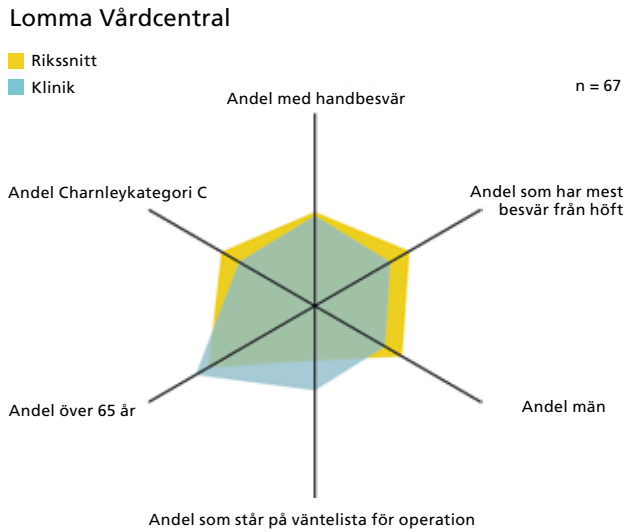 Lomma Vårdcentral
Rikssnitt
Klinik
n = 67
Andel med handbesvär
Andel Charnleykategori C
Andel som har mest
besvär från höft
Andel över 65 år
Andel män
Andel som står på väntelista för operation